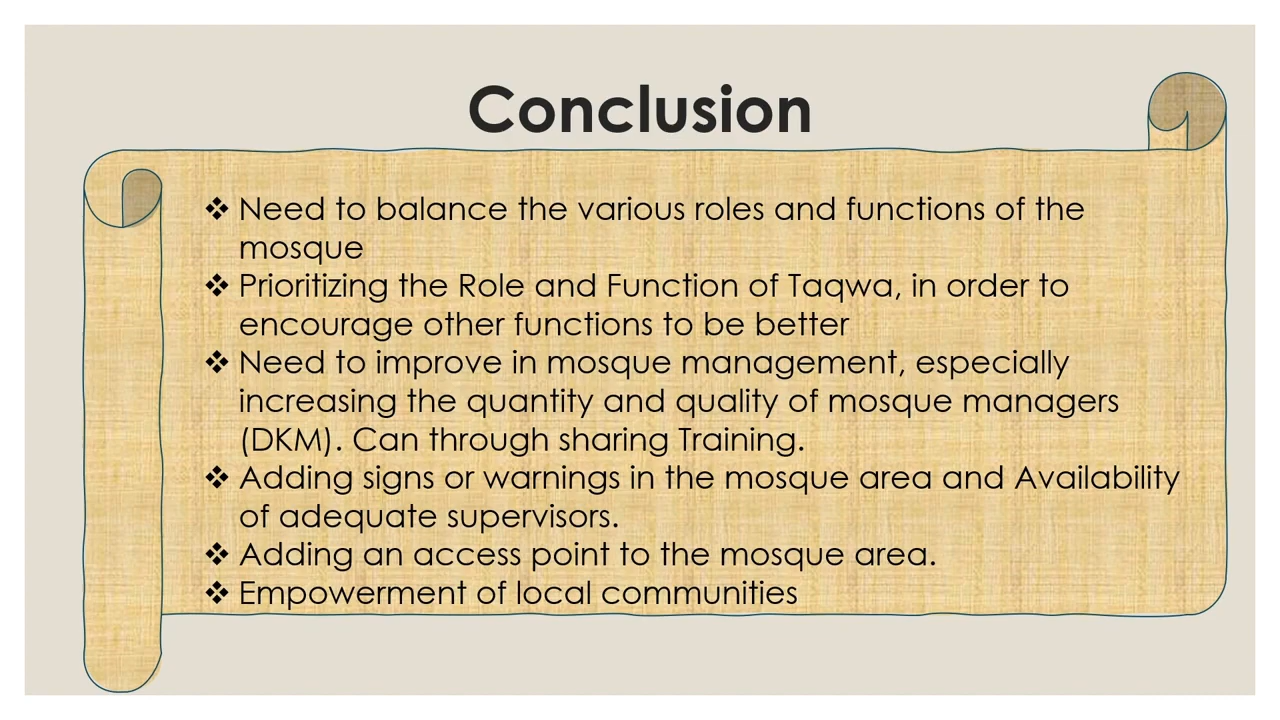 Conclusion
❖ Need to balance the various roles and functions of the
mosque
❖ Prioritizing the Role and Function of Taqwa, in order to
encourage other functions to be better
❖ Need to improve in mosque management, especially
increasing the quantity and quality of mosque managers
(DKM). Can through sharing Training.
❖ Adding signs or warnings in the mosque area and Availability
of adequate supervisors.
❖ Adding an access point to the mosque area.
❖ Empowerment of local communities